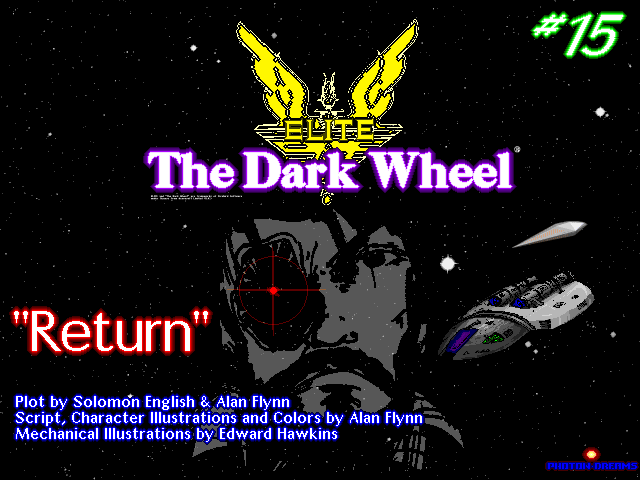 #15
ELITE
The Dark Wheel
"Return"
Plot by Solomon English & Alan Flynn
Script, Character Illustrations and Colors by Alan Flynn
Mechanical Illustrations by Edward Hawkins